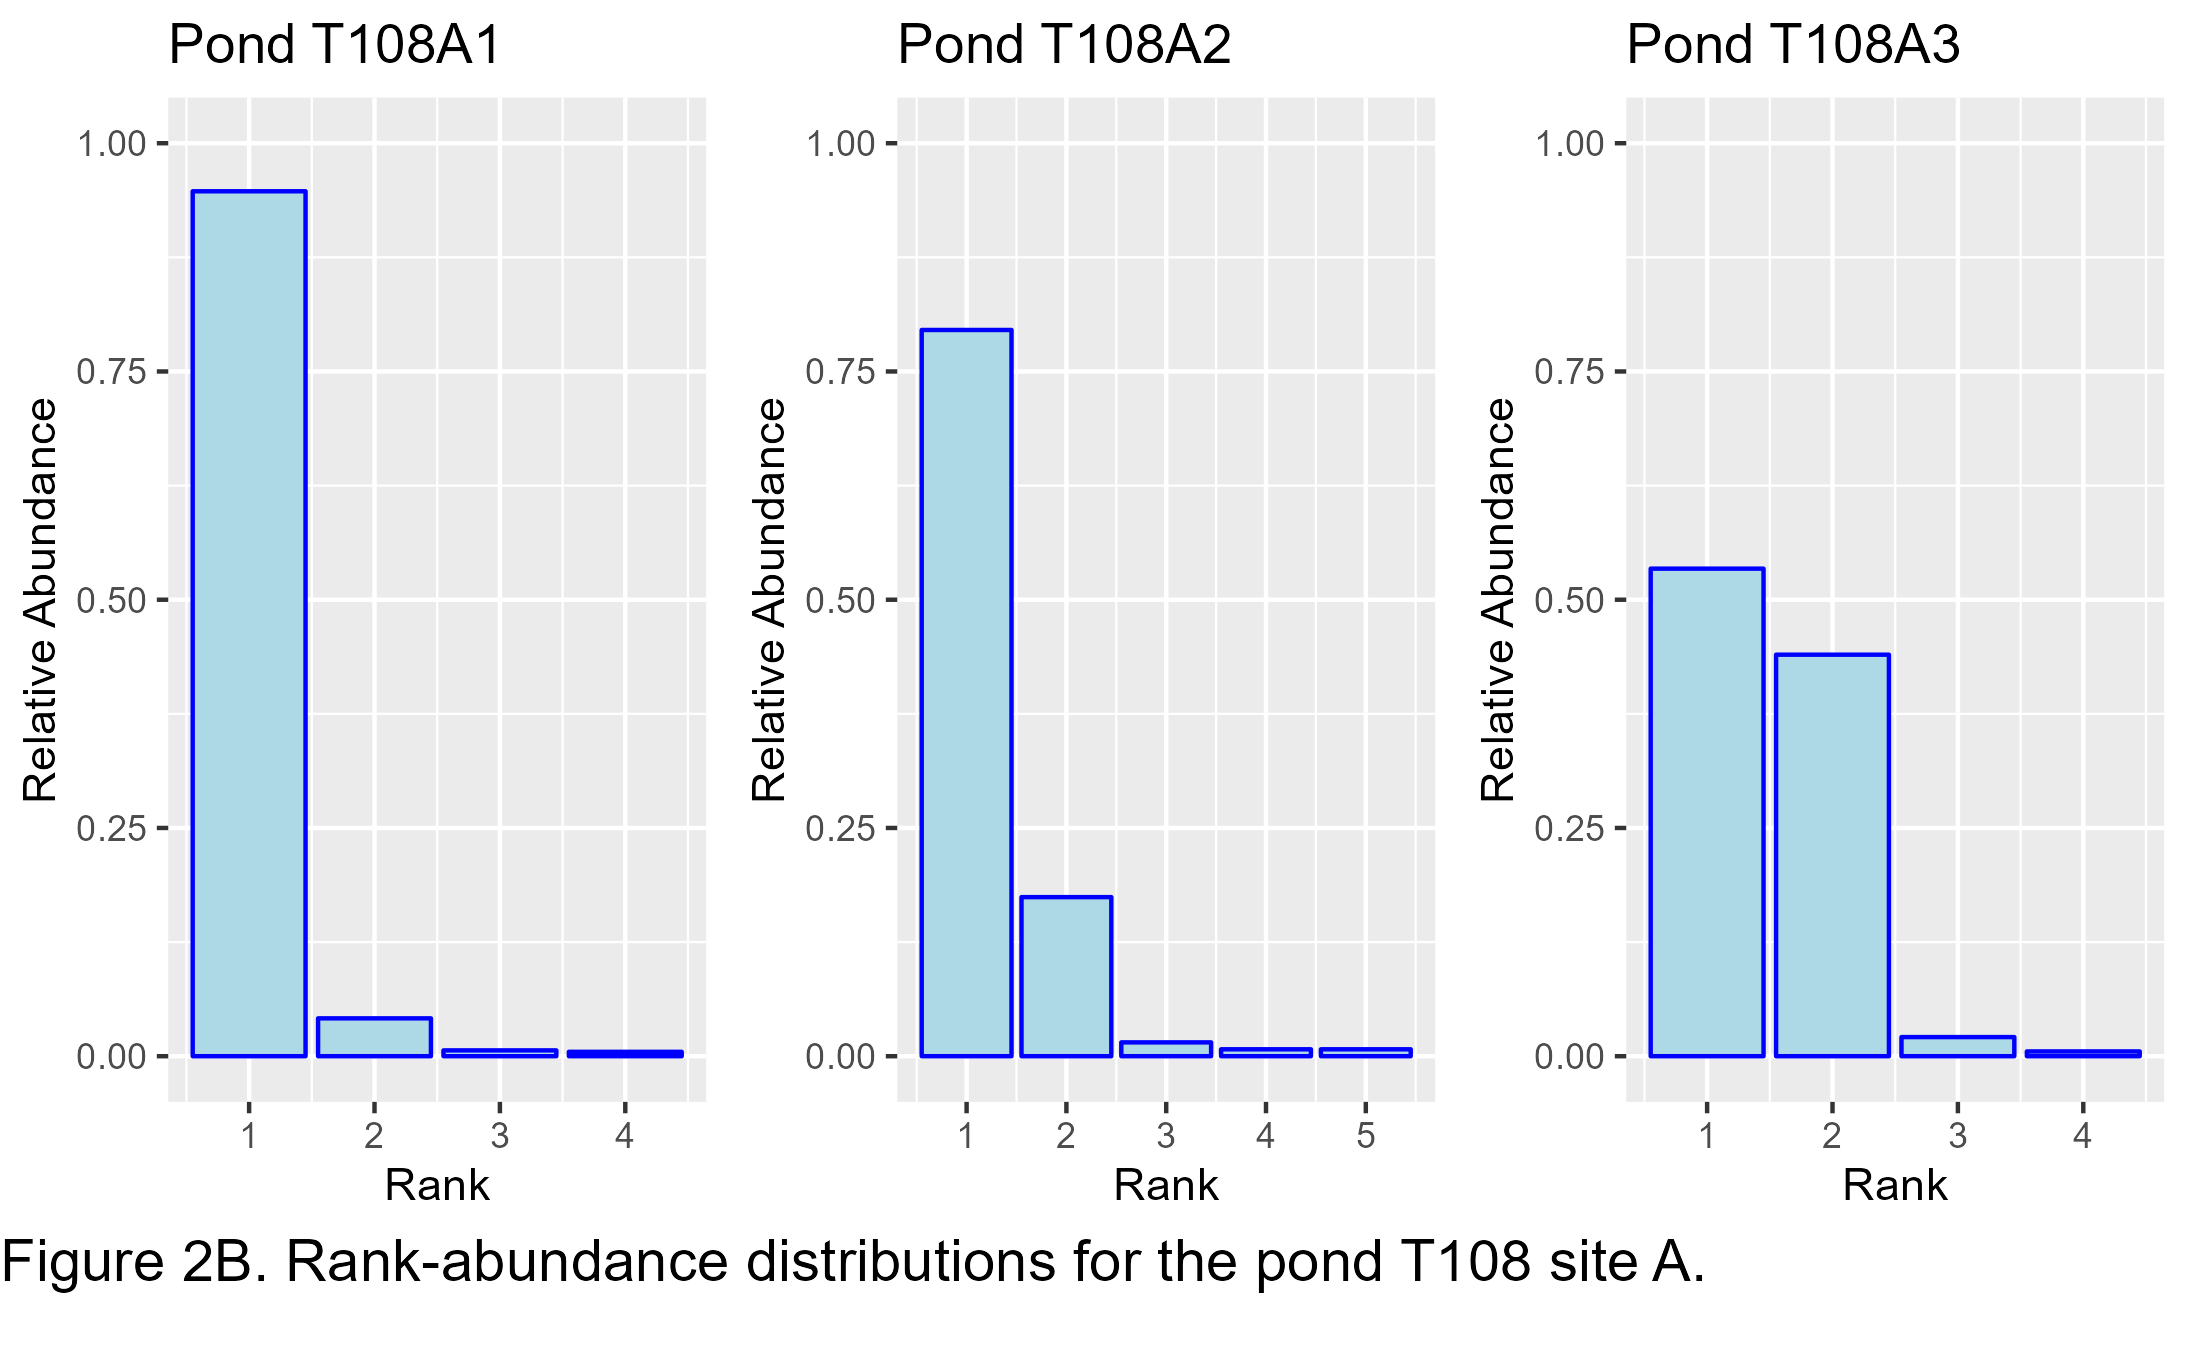 Pond T108A1
Pond T108A2
Pond T108A3
Relative Abundance
1.00
0.75
0.50
0.25
0.00
1
2
3
4
Rank
Relative Abundance
1.00
0.75
0.50
0.25
0.00
1
2
3
4
5
Rank
Relative Abundance
1.00
0.75
0.50
0.25
0.00
1
2
3
4
Rank
Figure 2B. Rank-abundance distributions for the pond T108 site A.